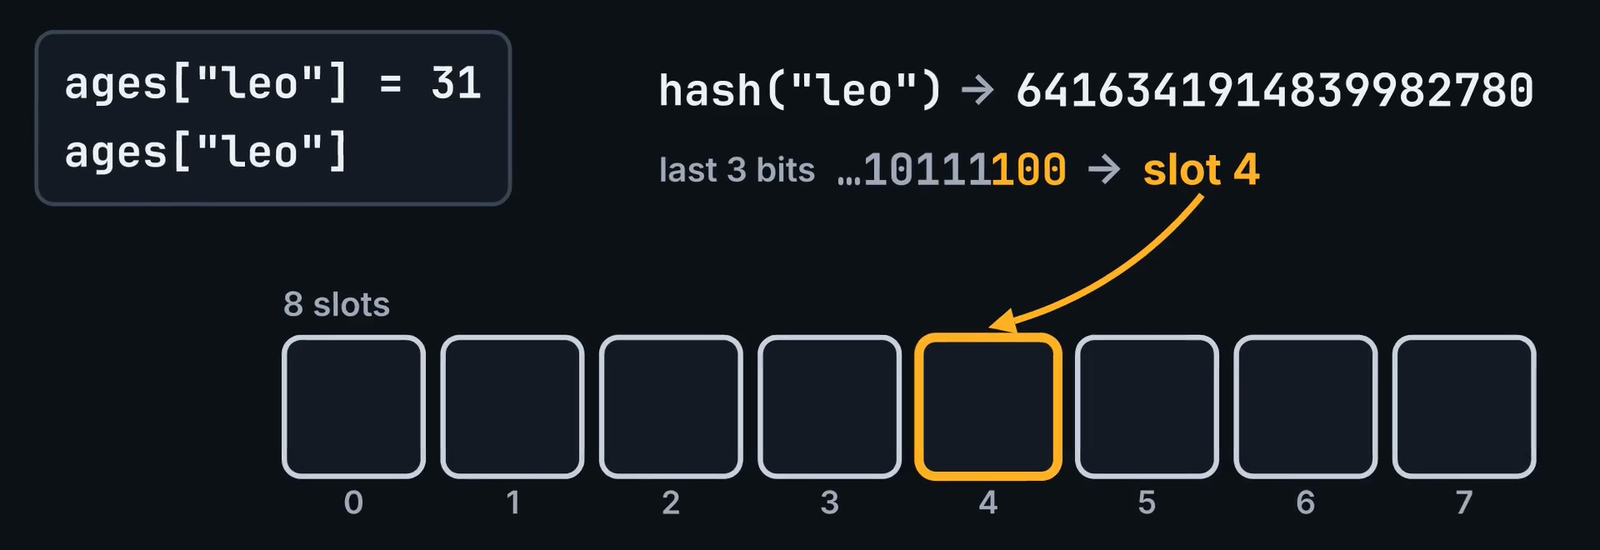 ages["leo"] = 31
ages["leo"]
hash("leo") → 6416341914839982780
last 3 bits …10111100 → slot 4
8 slots
0 1 2 3 4 5 6 7